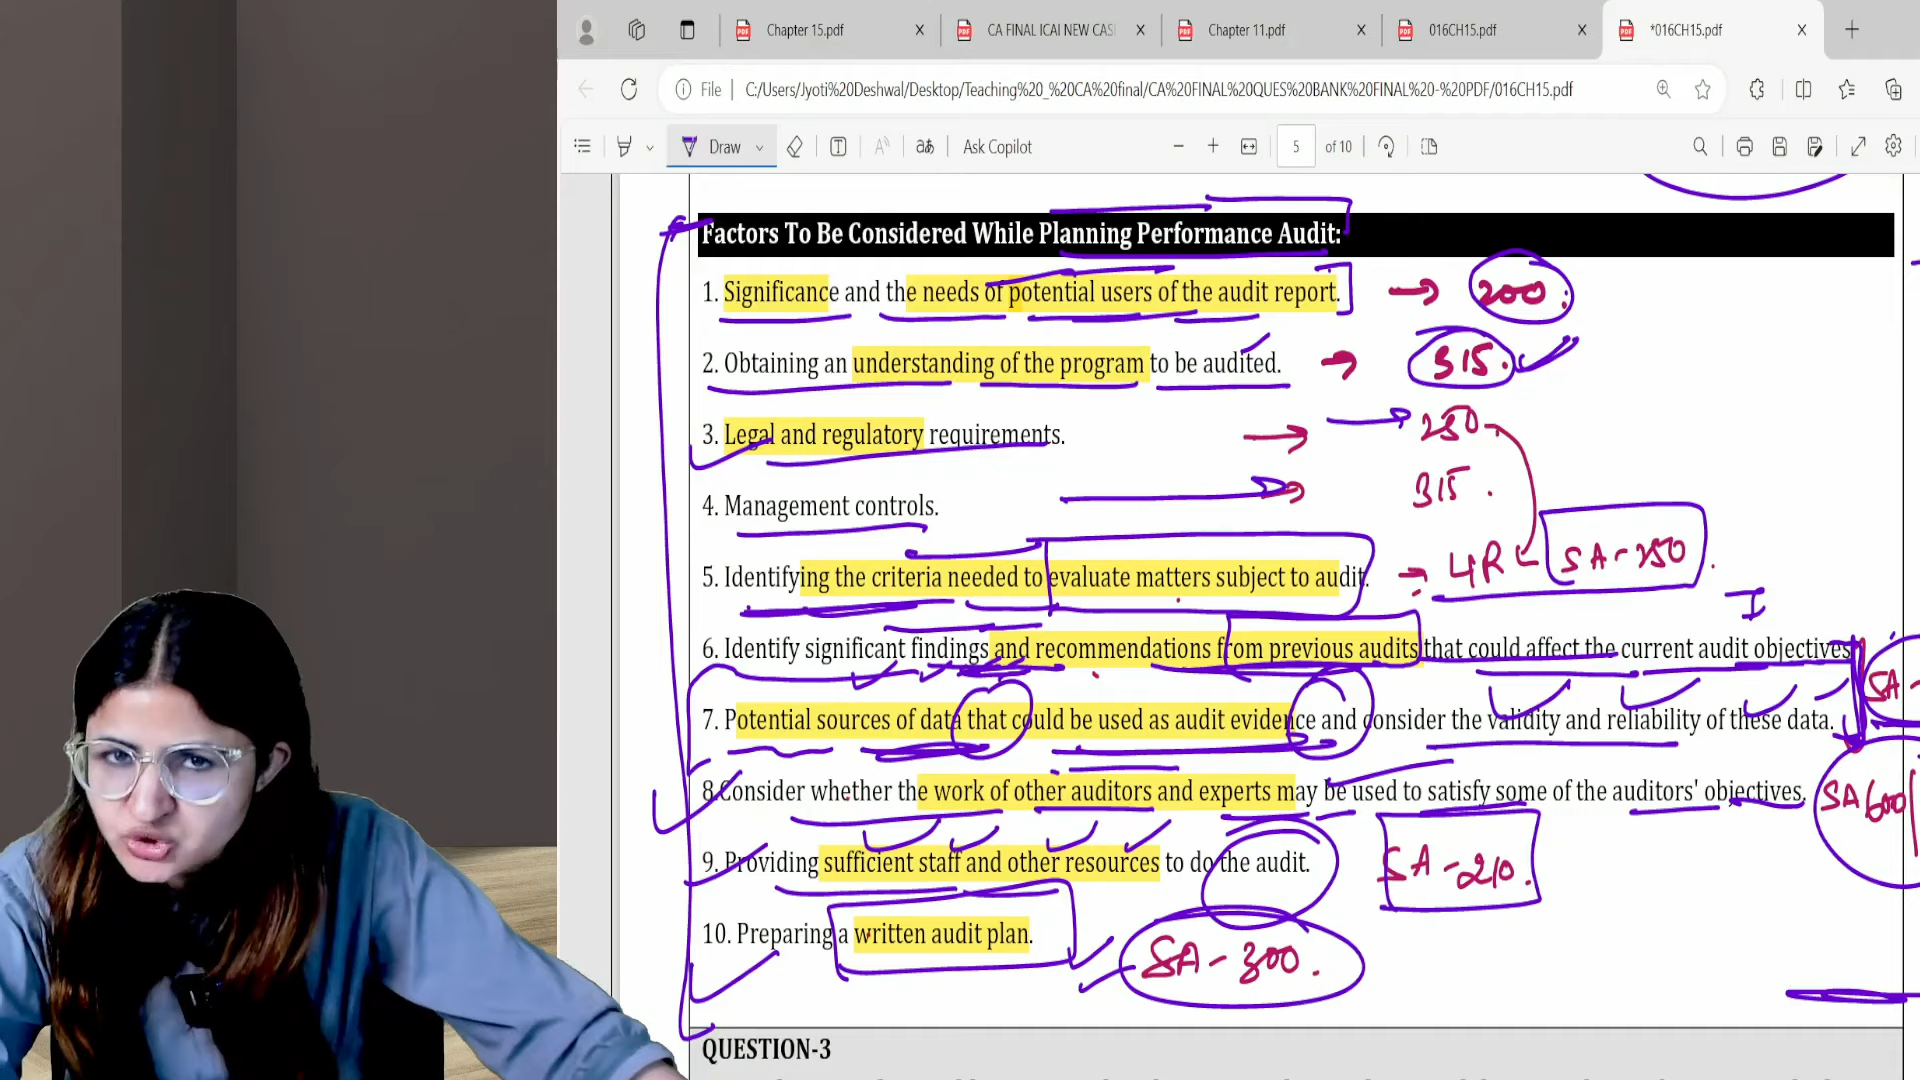 Chapter 15.pdf
CA FINAL ICAI NEW CAS
Chapter 11.pdf
016CH15.pdf
*016CH15.pdf
File
C:/Users/Jyoti%20Deshwal/Desktop/Teaching%20_%20CA%20final/CA%20FINAL%20QUES%20BANK%20FINAL%20-%20PDF/016CH15.pdf
Draw
Ask Copilot
5 of 10
Factors To Be Considered While Planning Performance Audit:
1. Significance and the needs of potential users of the audit report. 200
2. Obtaining an understanding of the program to be audited. 315.
3. Legal and regulatory requirements. 250
4. Management controls. 315.
5. Identifying the criteria needed to evaluate matters subject to audit. 4R SA-250.
I
6. Identify significant findings and recommendations from previous audits that could affect the current audit objectives
SA-
7. Potential sources of data that could be used as audit evidence and consider the validity and reliability of these data.
8.Consider whether the work of other auditors and experts may be used to satisfy some of the auditors' objectives. SA600
9. Providing sufficient staff and other resources to do the audit. SA-210.
10. Preparing a written audit plan. SA-300.
QUESTION-3